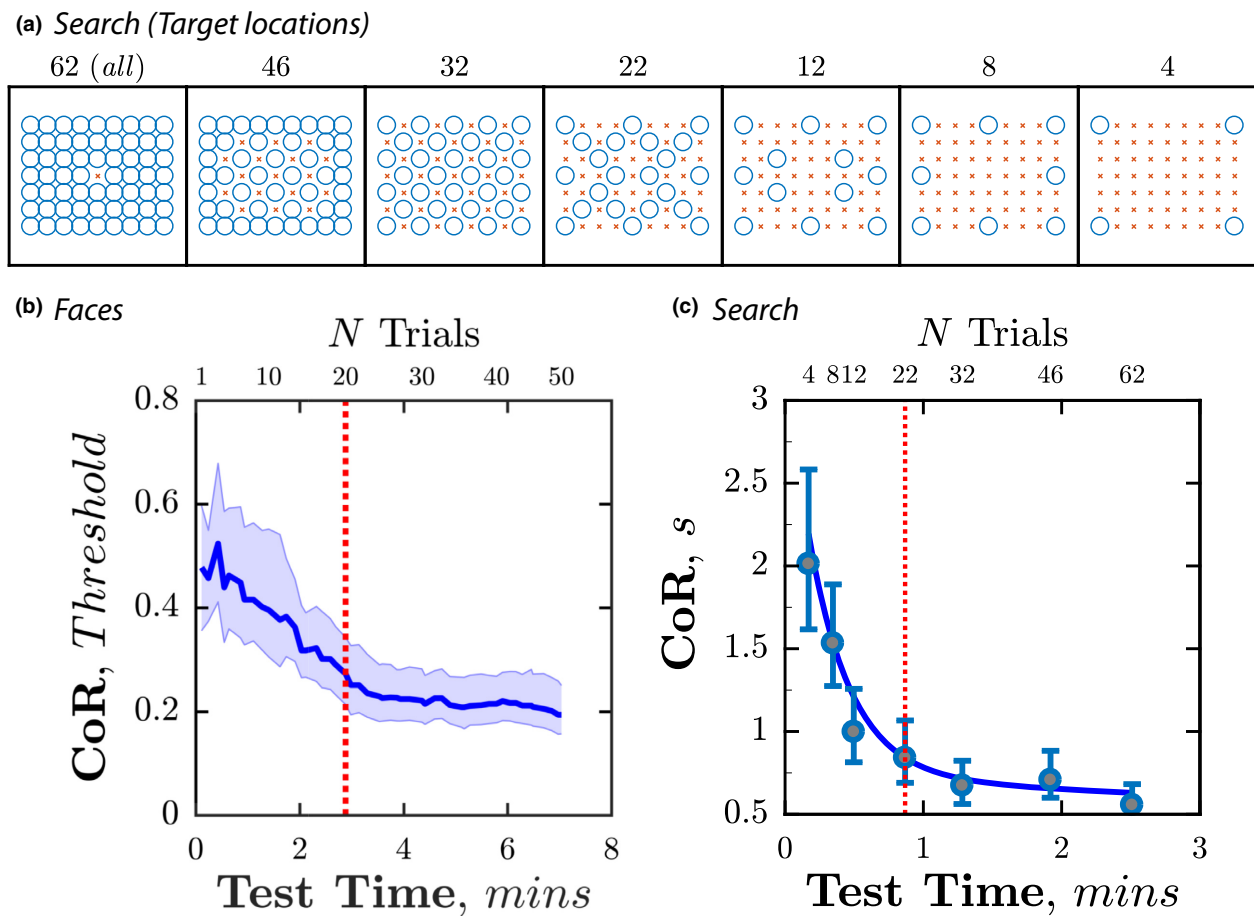 (a) Search (Target locations)
62 (all) 46 32 22 12 8 4
(b) Faces
N Trials
1 10 20 30 40 50
0.8
0.6
0.4
0.2
0
CoR, Threshold
0 2 4 6 8
Test Time, mins
(c) Search
N Trials
4 8 12 22 32 46 62
3
2.5
2
1.5
1
0.5
CoR, s
0 1 2 3
Test Time, mins